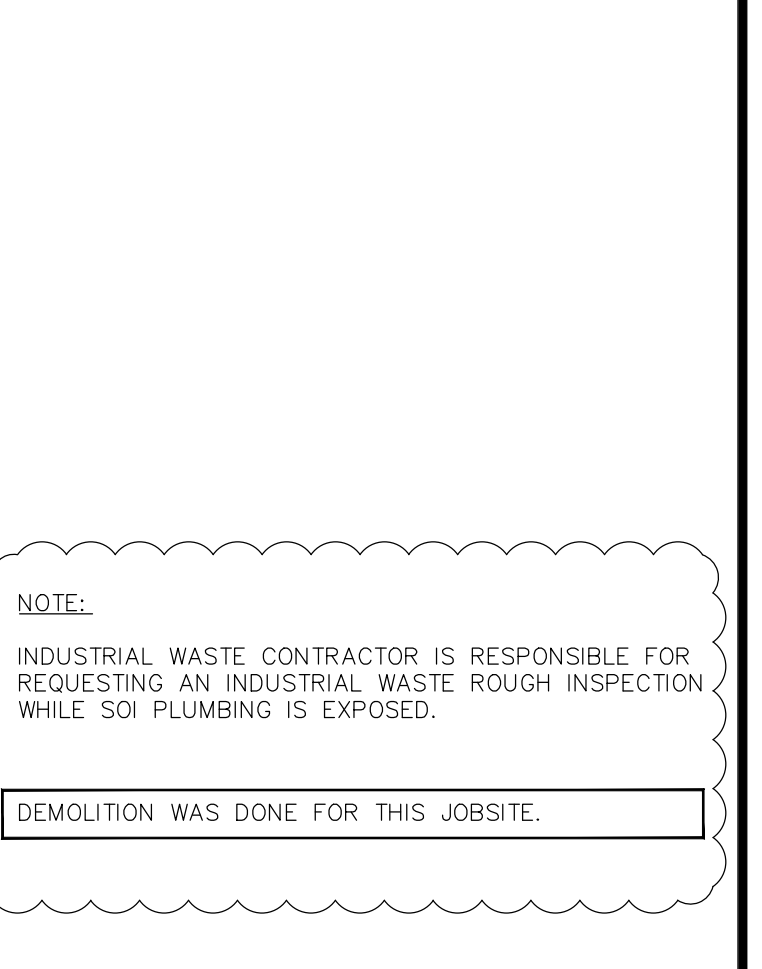 NOTE:
INDUSTRIAL WASTE CONTRACTOR IS RESPONSIBLE FOR
REQUESTING AN INDUSTRIAL WASTE ROUGH INSPECTION
WHILE SOI PLUMBING IS EXPOSED.
DEMOLITION WAS DONE FOR THIS JOBSITE.